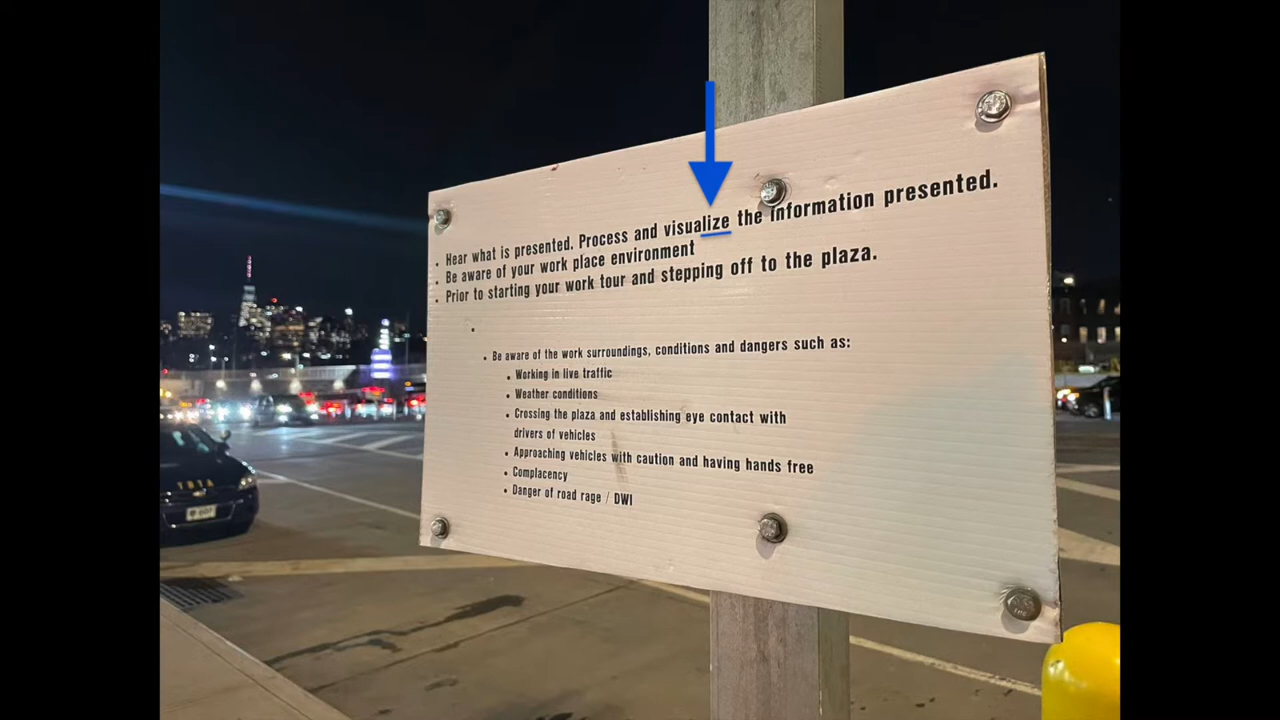 • Hear what is presented. Process and visualize the information presented.
• Be aware of your work place environment
• Prior to starting your work tour and stepping off to the plaza.
•
• Be aware of the work surroundings, conditions and dangers such as:
• Working in live traffic
• Weather conditions
• Crossing the plaza and establishing eye contact with
drivers of vehicles
• Approaching vehicles with caution and having hands free
• Complacency
• Danger of road rage / DWI
TBTA